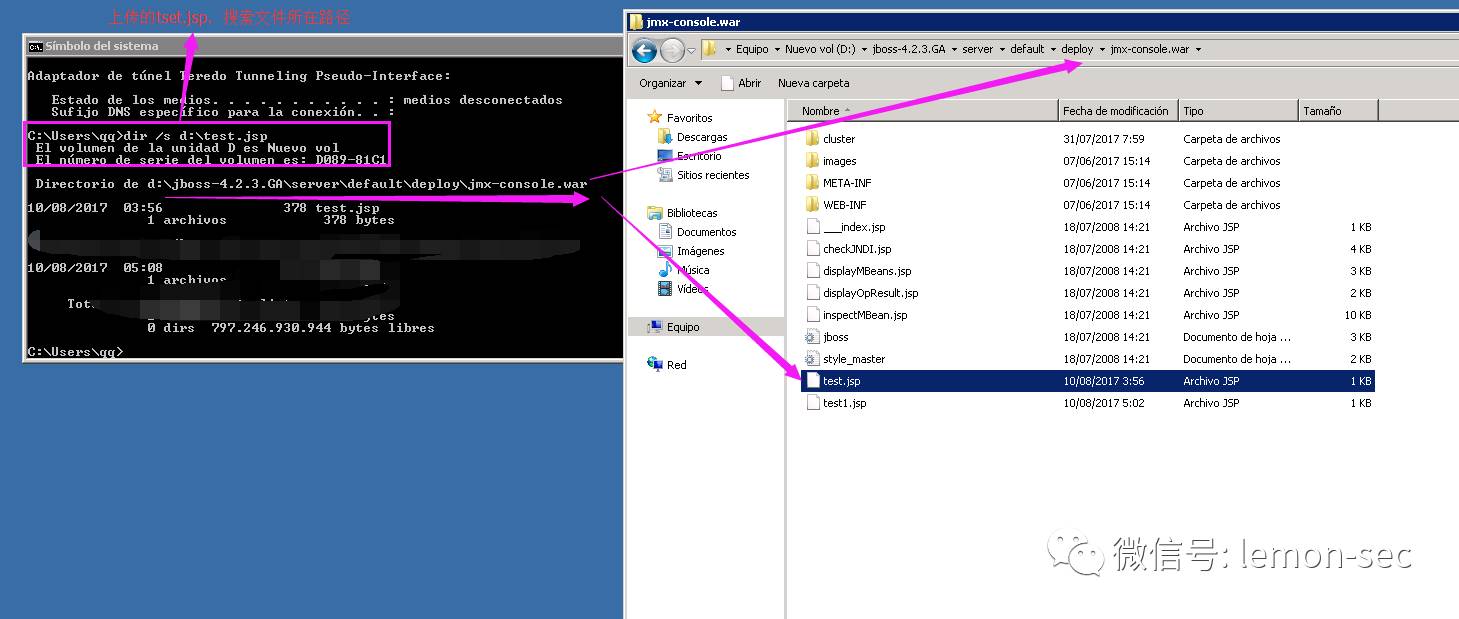 上传的tset.jsp，搜索文件所在路径
Símbolo del sistema
Adaptador de túnel Teredo Tunneling Pseudo-Interface:
Estado de los medios. . . . . . . . . . . : medios desconectados
Sufijo DNS específico para la conexión. . :
C:\Users\qq>dir /s d:\test.jsp
El volumen de la unidad D es Nuevo vol
El número de serie del volumen es: D089-81C1
Directorio de d:\jboss-4.2.3.GA\server\default\deploy\jmx-console.war
10/08/2017 03:56 378 test.jsp
1 archivos 378 bytes
10/08/2017 05:08
1 archivos
0 dirs 797.246.930.944 bytes libres
C:\Users\qq>
jmx-console.war
Equipo Nuevo vol (D:) jboss-4.2.3.GA server default deploy jmx-console.war
Organizar Abrir Nueva carpeta
Favoritos
Descargas
Escritorio
Sitios recientes
Bibliotecas
Documentos
Imágenes
Música
Vídeos
Equipo
Red
Nombre Fecha de modificación Tipo Tamaño
cluster 31/07/2017 7:59 Carpeta de archivos
images 07/06/2017 15:14 Carpeta de archivos
META-INF 07/06/2017 15:14 Carpeta de archivos
WEB-INF 07/06/2017 15:14 Carpeta de archivos
___index.jsp 18/07/2008 14:21 Archivo JSP 1 KB
checkJNDI.jsp 18/07/2008 14:21 Archivo JSP 4 KB
displayMBeans.jsp 18/07/2008 14:21 Archivo JSP 3 KB
displayOpResult.jsp 18/07/2008 14:21 Archivo JSP 2 KB
inspectMBean.jsp 18/07/2008 14:21 Archivo JSP 10 KB
jboss 18/07/2008 14:21 Documento de hoja ... 3 KB
style_master 18/07/2008 14:21 Documento de hoja ... 2 KB
test.jsp 10/08/2017 3:56 Archivo JSP 1 KB
test1.jsp 10/08/2017 5:02 Archivo JSP 1 KB
微信号: lemon-sec